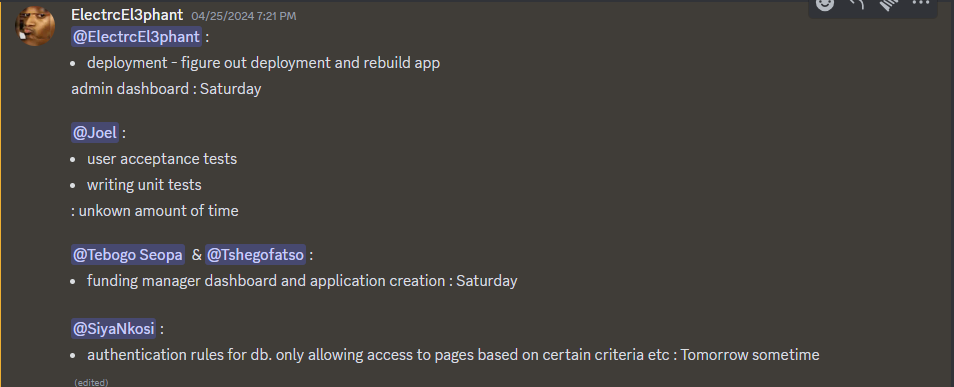 ElectrcEl3phant 04/25/2024 7:21 PM
@ElectrcEl3phant :
• deployment - figure out deployment and rebuild app
admin dashboard : Saturday
@Joel :
• user acceptance tests
• writing unit tests
: unkown amount of time
@Tebogo Seopa & @Tshegofatso :
• funding manager dashboard and application creation : Saturday
@SiyaNkosi :
• authentication rules for db. only allowing access to pages based on certain criteria etc : Tomorrow sometime
(edited)